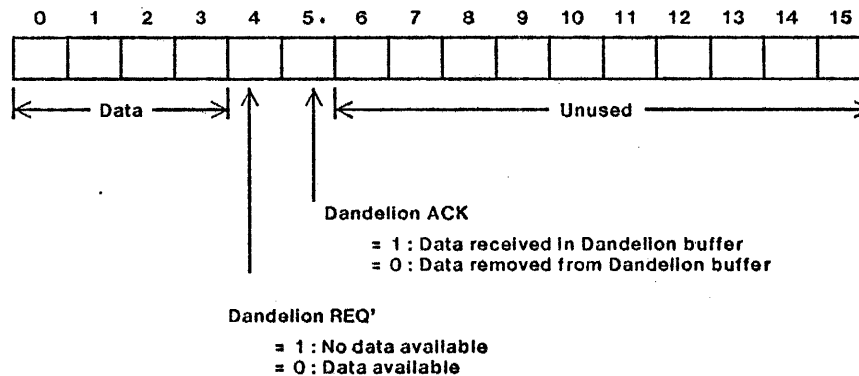 0 1 2 3 4 5. 6 7 8 9 10 11 12 13 14 15
Data Unused
Dandelion ACK
= 1 : Data received in Dandelion buffer
= 0 : Data removed from Dandelion buffer
Dandelion REQ'
= 1 : No data available
= 0 : Data available